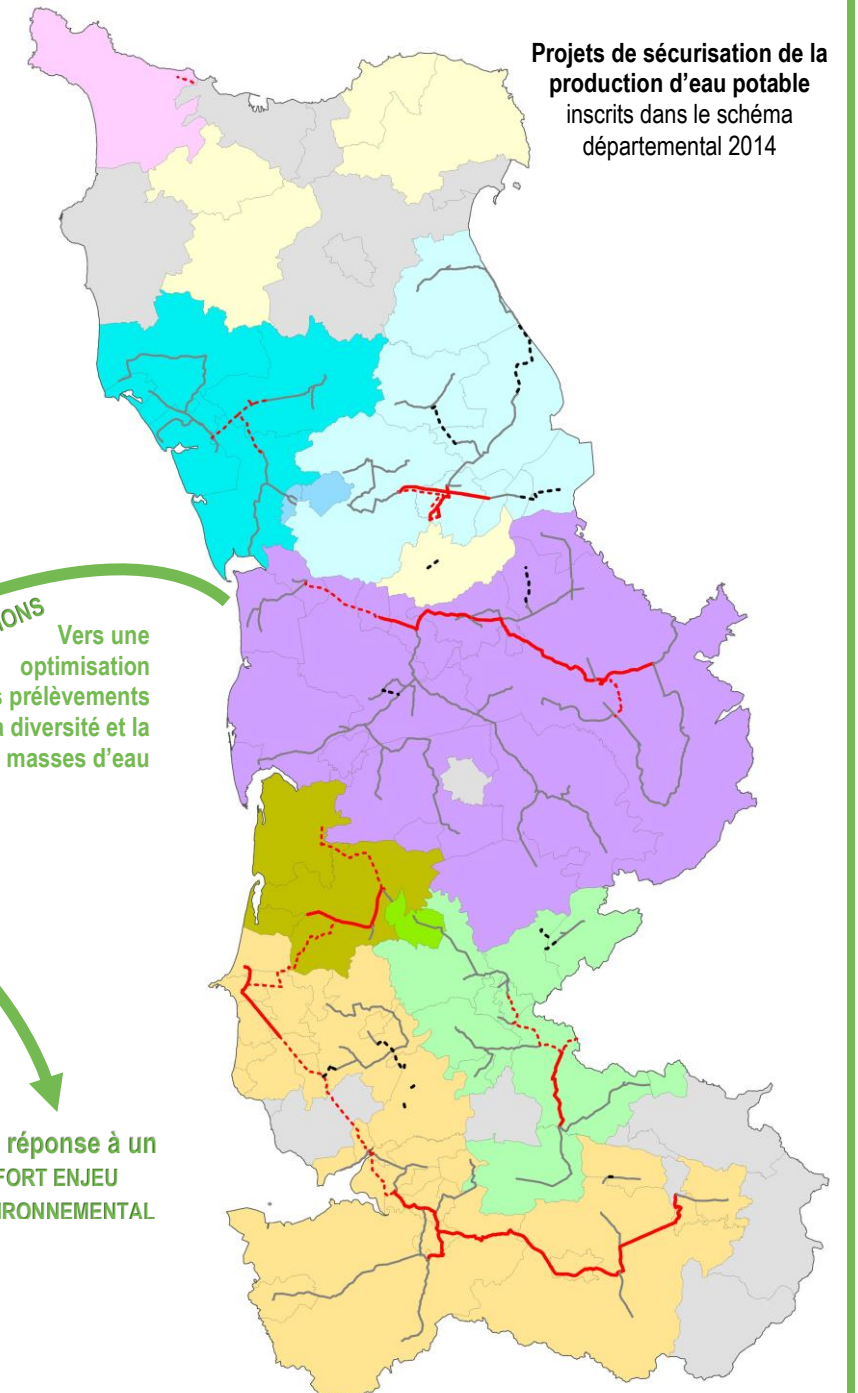 Projets de sécurisation de la
production d’eau potable
inscrits dans le schéma
départemental 2014
IONS
Vers une
optimisation
s prélèvements
a diversité et la
masses d’eau
réponse à un
FORT ENJEU
IRONNEMENTAL